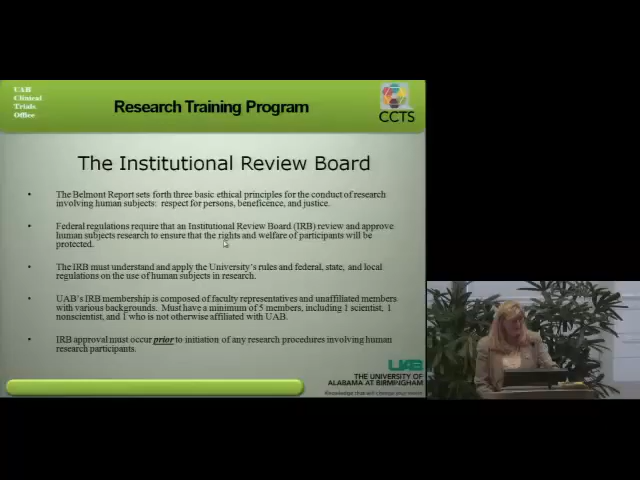 UAB
Clinical
Trials
Office
Research Training Program
CCTS
The Institutional Review Board
• The Belmont Report sets forth three basic ethical principles for the conduct of research
involving human subjects: respect for persons, beneficence, and justice.
• Federal regulations require that an Institutional Review Board (IRB) review and approve
human subjects research to ensure that the rights and welfare of participants will be
protected.
• The IRB must understand and apply the University's rules and federal, state, and local
regulations on the use of human subjects in research.
• UAB's IRB membership is composed of faculty representatives and unaffiliated members
with various backgrounds. Must have a minimum of 5 members, including 1 scientist, 1
nonscientist, and 1 who is not otherwise affiliated with UAB.
• IRB approval must occur prior to initiation of any research procedures involving human
research participants.
UAB
THE UNIVERSITY OF
ALABAMA AT BIRMINGHAM
Knowledge that will change your world